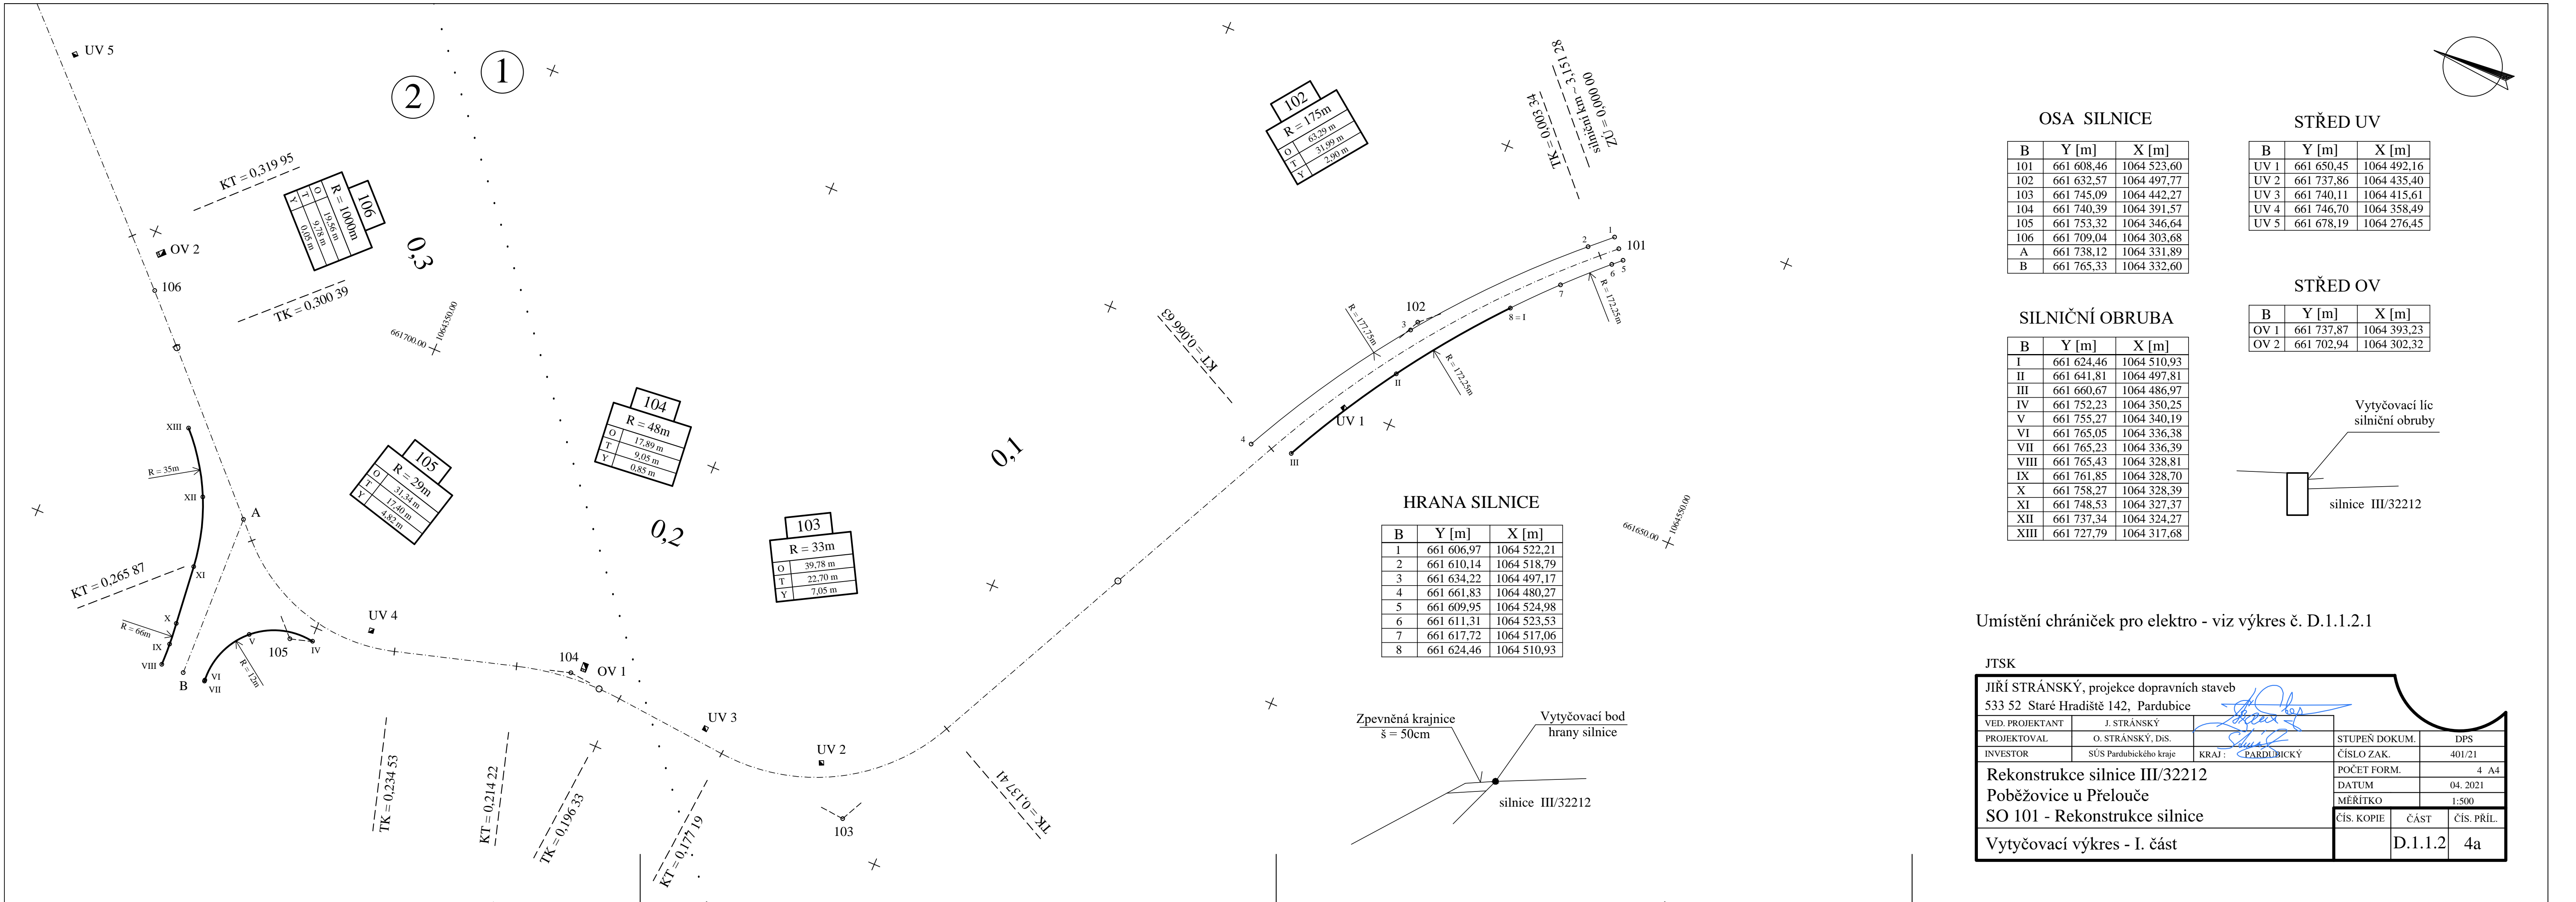 UV 5
2
1
KT = 0,319 95
106
R = 1000m
O 19,56 m
T 9,78 m
Y 0,05 m
OV 2
106
TK = 0,300 39
0,3
661700.00
1064350.00
102
R = 175m
O 63,29 m
T 31,99 m
Y 2,90 m
TK = 0,003 34
silniční km ~ 3,151 28
ZÚ = 0,000 00
1
2
101
5
6
7
8 = I
R = 172,25m
102
3
R = 177,75m
R = 172,25m
II
UV 1
4
III
KT = 0,066 63
0,1
104
R = 48m
O 17,89 m
T 9,05 m
Y 0,85 m
105
R = 29m
O 31,34 m
T 17,40 m
Y 4,82 m
0,2
103
R = 33m
O 39,78 m
T 22,70 m
Y 7,05 m
XIII
R = 35m
XII
A
KT = 0,265 87
XI
X
R = 66m
IX
VIII
B
V
105
IV
VI
VII
R = 12m
UV 4
104
OV 1
UV 3
UV 2
103
TK = 0,234 53
KT = 0,214 22
TK = 0,196 33
KT = 0,177 19
TK = 0,137 41
661650.00
1064550.00
HRANA SILNICE
B Y [m] X [m]
1 661 606,97 1064 522,21
2 661 610,14 1064 518,79
3 661 634,22 1064 497,17
4 661 661,83 1064 480,27
5 661 609,95 1064 524,98
6 661 611,31 1064 523,53
7 661 617,72 1064 517,06
8 661 624,46 1064 510,93
Zpevněná krajnice
š = 50cm
Vytyčovací bod
hrany silnice
silnice III/32212
OSA SILNICE
B Y [m] X [m]
101 661 608,46 1064 523,60
102 661 632,57 1064 497,77
103 661 745,09 1064 442,27
104 661 740,39 1064 391,57
105 661 753,32 1064 346,64
106 661 709,04 1064 303,68
A 661 738,12 1064 331,89
B 661 765,33 1064 332,60
SILNIČNÍ OBRUBA
B Y [m] X [m]
I 661 624,46 1064 510,93
II 661 641,81 1064 497,81
III 661 660,67 1064 486,97
IV 661 752,23 1064 350,25
V 661 755,27 1064 340,19
VI 661 765,05 1064 336,38
VII 661 765,23 1064 336,39
VIII 661 765,43 1064 328,81
IX 661 761,85 1064 328,70
X 661 758,27 1064 328,39
XI 661 748,53 1064 327,37
XII 661 737,34 1064 324,27
XIII 661 727,79 1064 317,68
STŘED UV
B Y [m] X [m]
UV 1 661 650,45 1064 492,16
UV 2 661 737,86 1064 435,40
UV 3 661 740,11 1064 415,61
UV 4 661 746,70 1064 358,49
UV 5 661 678,19 1064 276,45
STŘED OV
B Y [m] X [m]
OV 1 661 737,87 1064 393,23
OV 2 661 702,94 1064 302,32
Vytyčovací líc
silniční obruby
silnice III/32212
Umístění chrániček pro elektro - viz výkres č. D.1.1.2.1
JTSK
JIŘÍ STRÁNSKÝ, projekce dopravních staveb
533 52 Staré Hradiště 142, Pardubice
VED. PROJEKTANT J. STRÁNSKÝ
PROJEKTOVAL O. STRÁNSKÝ, DiS.
INVESTOR SÚS Pardubického kraje KRAJ : PARDUBICKÝ
STUPEŇ DOKUM. DPS
ČÍSLO ZAK. 401/21
POČET FORM. 4 A4
DATUM 04. 2021
MĚŘÍTKO 1:500
Rekonstrukce silnice III/32212
Poběžovice u Přelouče
SO 101 - Rekonstrukce silnice
Vytyčovací výkres - I. část
ČÍS. KOPIE ČÁST ČÍS. PŘÍL.
D.1.1.2 4a